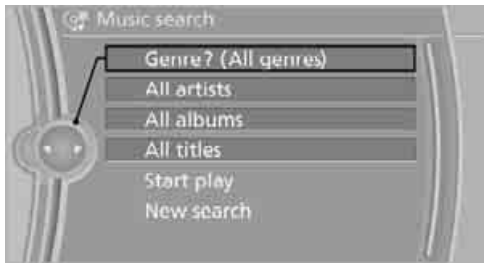 Music search
Genre? (All genres)
All artists
All albums
All titles
Start play
New search